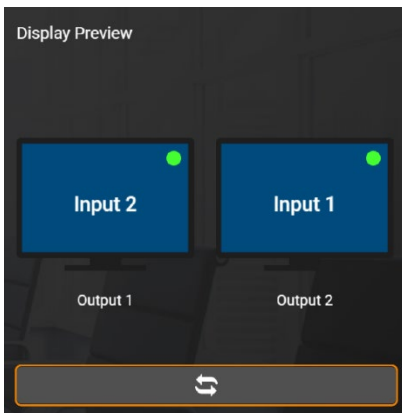 Display Preview
Input 2
Input 1
Output 1
Output 2